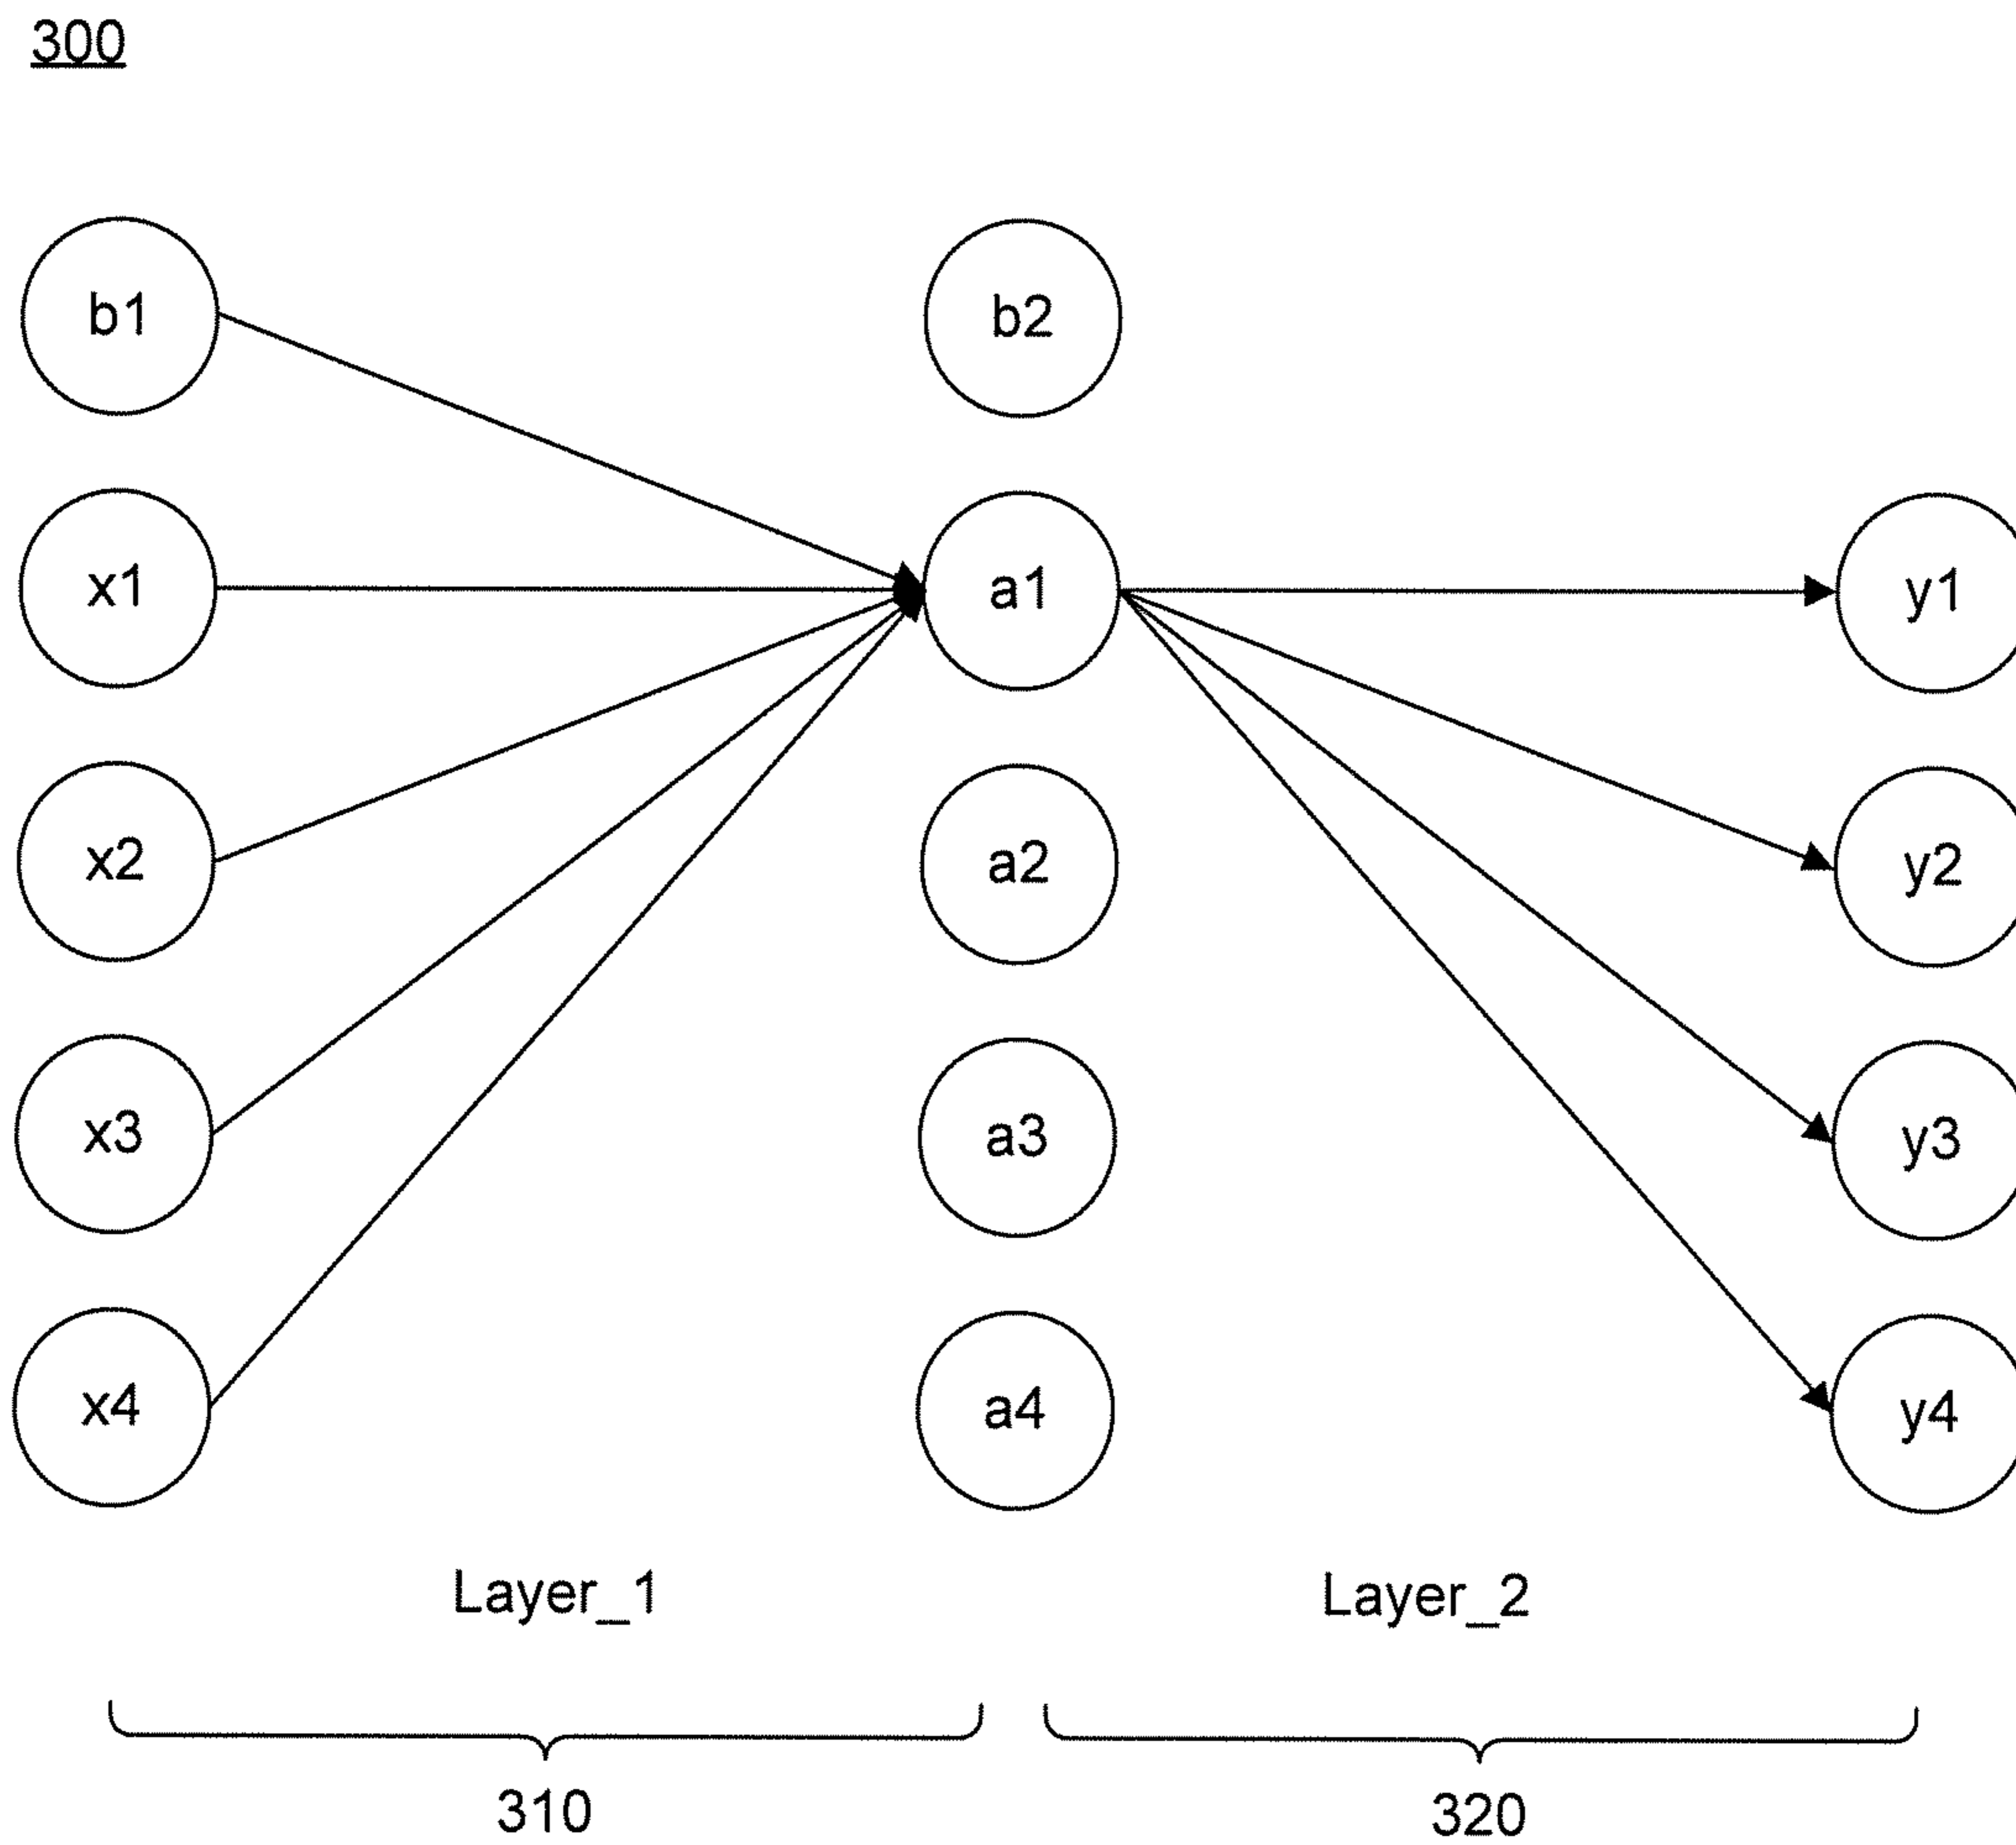 300
b1 b2
x1 a1 y1
x2 a2 y2
x3 a3 y3
x4 a4 y4
Layer_1 Layer_2
310 320